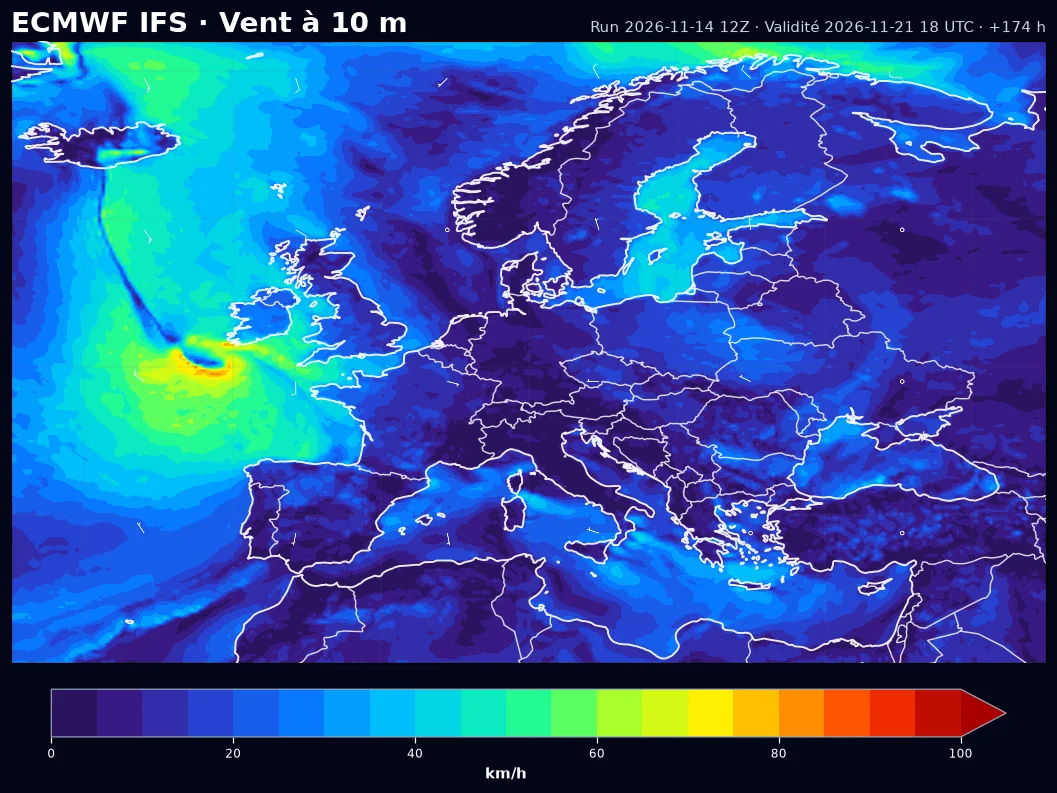 ECMWF IFS · Vent à 10 m
Run 2026-11-14 12Z · Validité 2026-11-21 18 UTC · +174 h
0 20 40 60 80 100
km/h